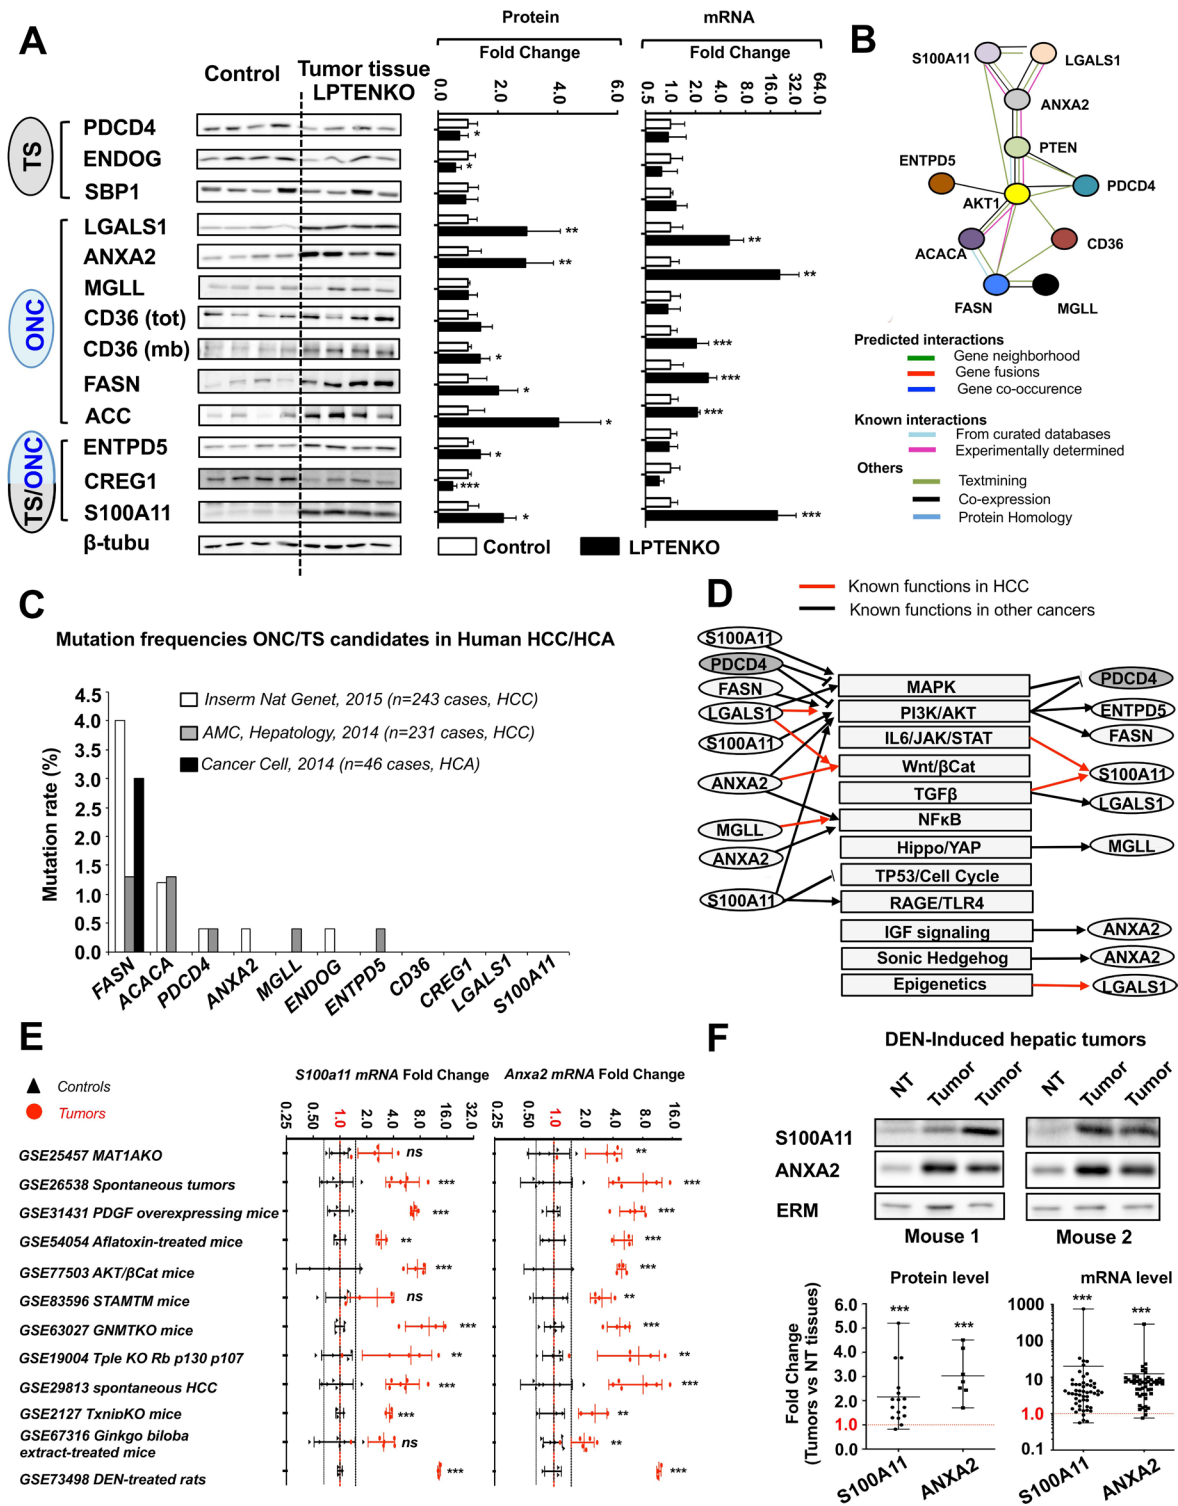 A
Protein
Fold Change
mRNA
Fold Change
Control
Tumor tissue
LPTENKO
0.0
2.0
4.0
6.0
0.5
1.0
2.0
4.0
8.0
16.0
32.0
64.0
TS
PDCD4
*
ENDOG
*
SBP1
ONC
LGALS1
**
**
ANXA2
**
**
MGLL
CD36 (tot)
***
CD36 (mb)
*
FASN
*
***
ACC
*
***
TS/ONC
ENTPD5
*
CREG1
***
S100A11
*
***
β-tubu
Control
LPTENKO
B
S100A11
LGALS1
ANXA2
PTEN
ENTPD5
PDCD4
AKT1
ACACA
CD36
FASN
MGLL
Predicted interactions
Gene neighborhood
Gene fusions
Gene co-occurence
Known interactions
From curated databases
Experimentally determined
Others
Textmining
Co-expression
Protein Homology
C
Mutation frequencies ONC/TS candidates in Human HCC/HCA
Mutation rate (%)
4.5
4.0
3.5
3.0
2.5
2.0
1.5
1.0
0.5
0.0
Inserm Nat Genet, 2015 (n=243 cases, HCC)
AMC, Hepatology, 2014 (n=231 cases, HCC)
Cancer Cell, 2014 (n=46 cases, HCA)
FASN
ACACA
PDCD4
ANXA2
MGLL
ENDOG
ENTPD5
CD36
CREG1
LGALS1
S100A11
D
Known functions in HCC
Known functions in other cancers
S100A11
PDCD4
FASN
LGALS1
S100A11
ANXA2
MGLL
ANXA2
S100A11
MAPK
PI3K/AKT
IL6/JAK/STAT
Wnt/βCat
TGFβ
NFκB
Hippo/YAP
TP53/Cell Cycle
RAGE/TLR4
IGF signaling
Sonic Hedgehog
Epigenetics
PDCD4
ENTPD5
FASN
S100A11
LGALS1
MGLL
ANXA2
ANXA2
LGALS1
E
Controls
Tumors
S100a11 mRNA Fold Change
Anxa2 mRNA Fold Change
0.25
0.50
1.0
2.0
4.0
8.0
16.0
32.0
0.25
0.50
1.0
2.0
4.0
8.0
16.0
GSE25457 MAT1AKO
ns
**
GSE26538 Spontaneous tumors
***
***
GSE31431 PDGF overexpressing mice
***
***
GSE54054 Aflatoxin-treated mice
**
***
GSE77503 AKT/βCat mice
***
***
GSE83596 STAMTM mice
ns
**
GSE63027 GNMTKO mice
***
***
GSE19004 Tple KO Rb p130 p107
**
**
GSE29813 spontaneous HCC
***
***
GSE2127 TxnipKO mice
***
**
GSE67316 Ginkgo biloba
extract-treated mice
ns
**
GSE73498 DEN-treated rats
***
***
F
DEN-Induced hepatic tumors
NT
Tumor
Tumor
NT
Tumor
Tumor
S100A11
ANXA2
ERM
Mouse 1
Mouse 2
Protein level
mRNA level
Fold Change
(Tumors vs NT tissues)
6.0
5.0
4.0
3.0
2.0
1.0
0.0
***
***
S100A11
ANXA2
1000
100
10
1.0
0.1
***
***
S100A11
ANXA2